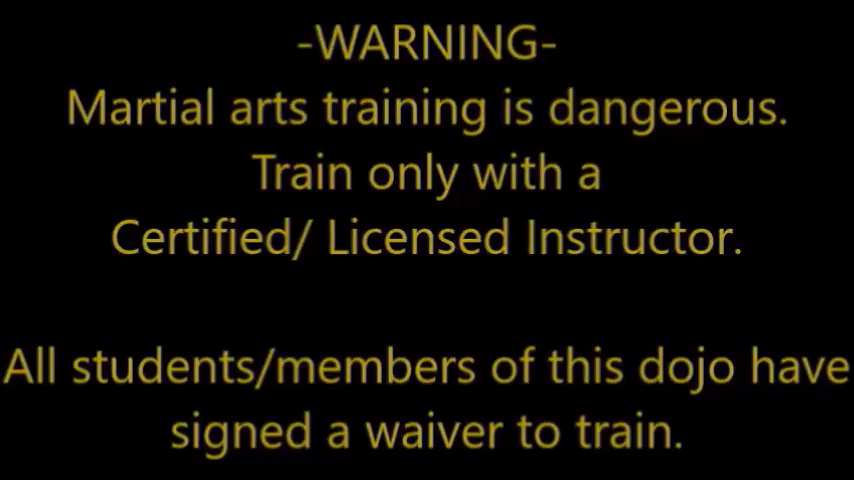 -WARNING-
Martial arts training is dangerous.
Train only with a
Certified/ Licensed Instructor.
All students/members of this dojo have
signed a waiver to train.